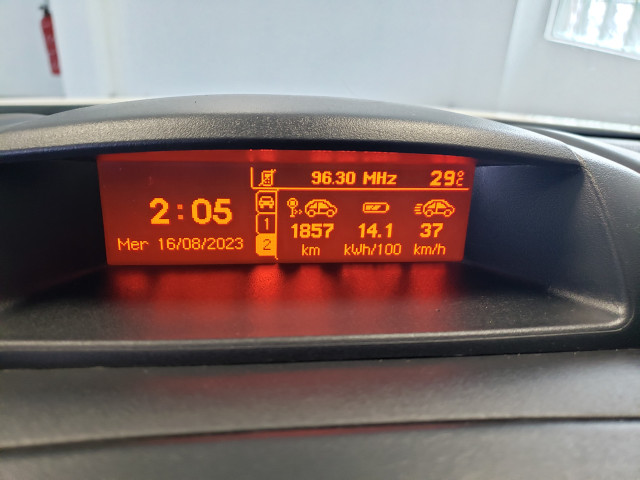 96.30 MHz 29°C
2:05
Mer 16/08/2023
1
2
1857 14.1 37
km kWh/100 km/h